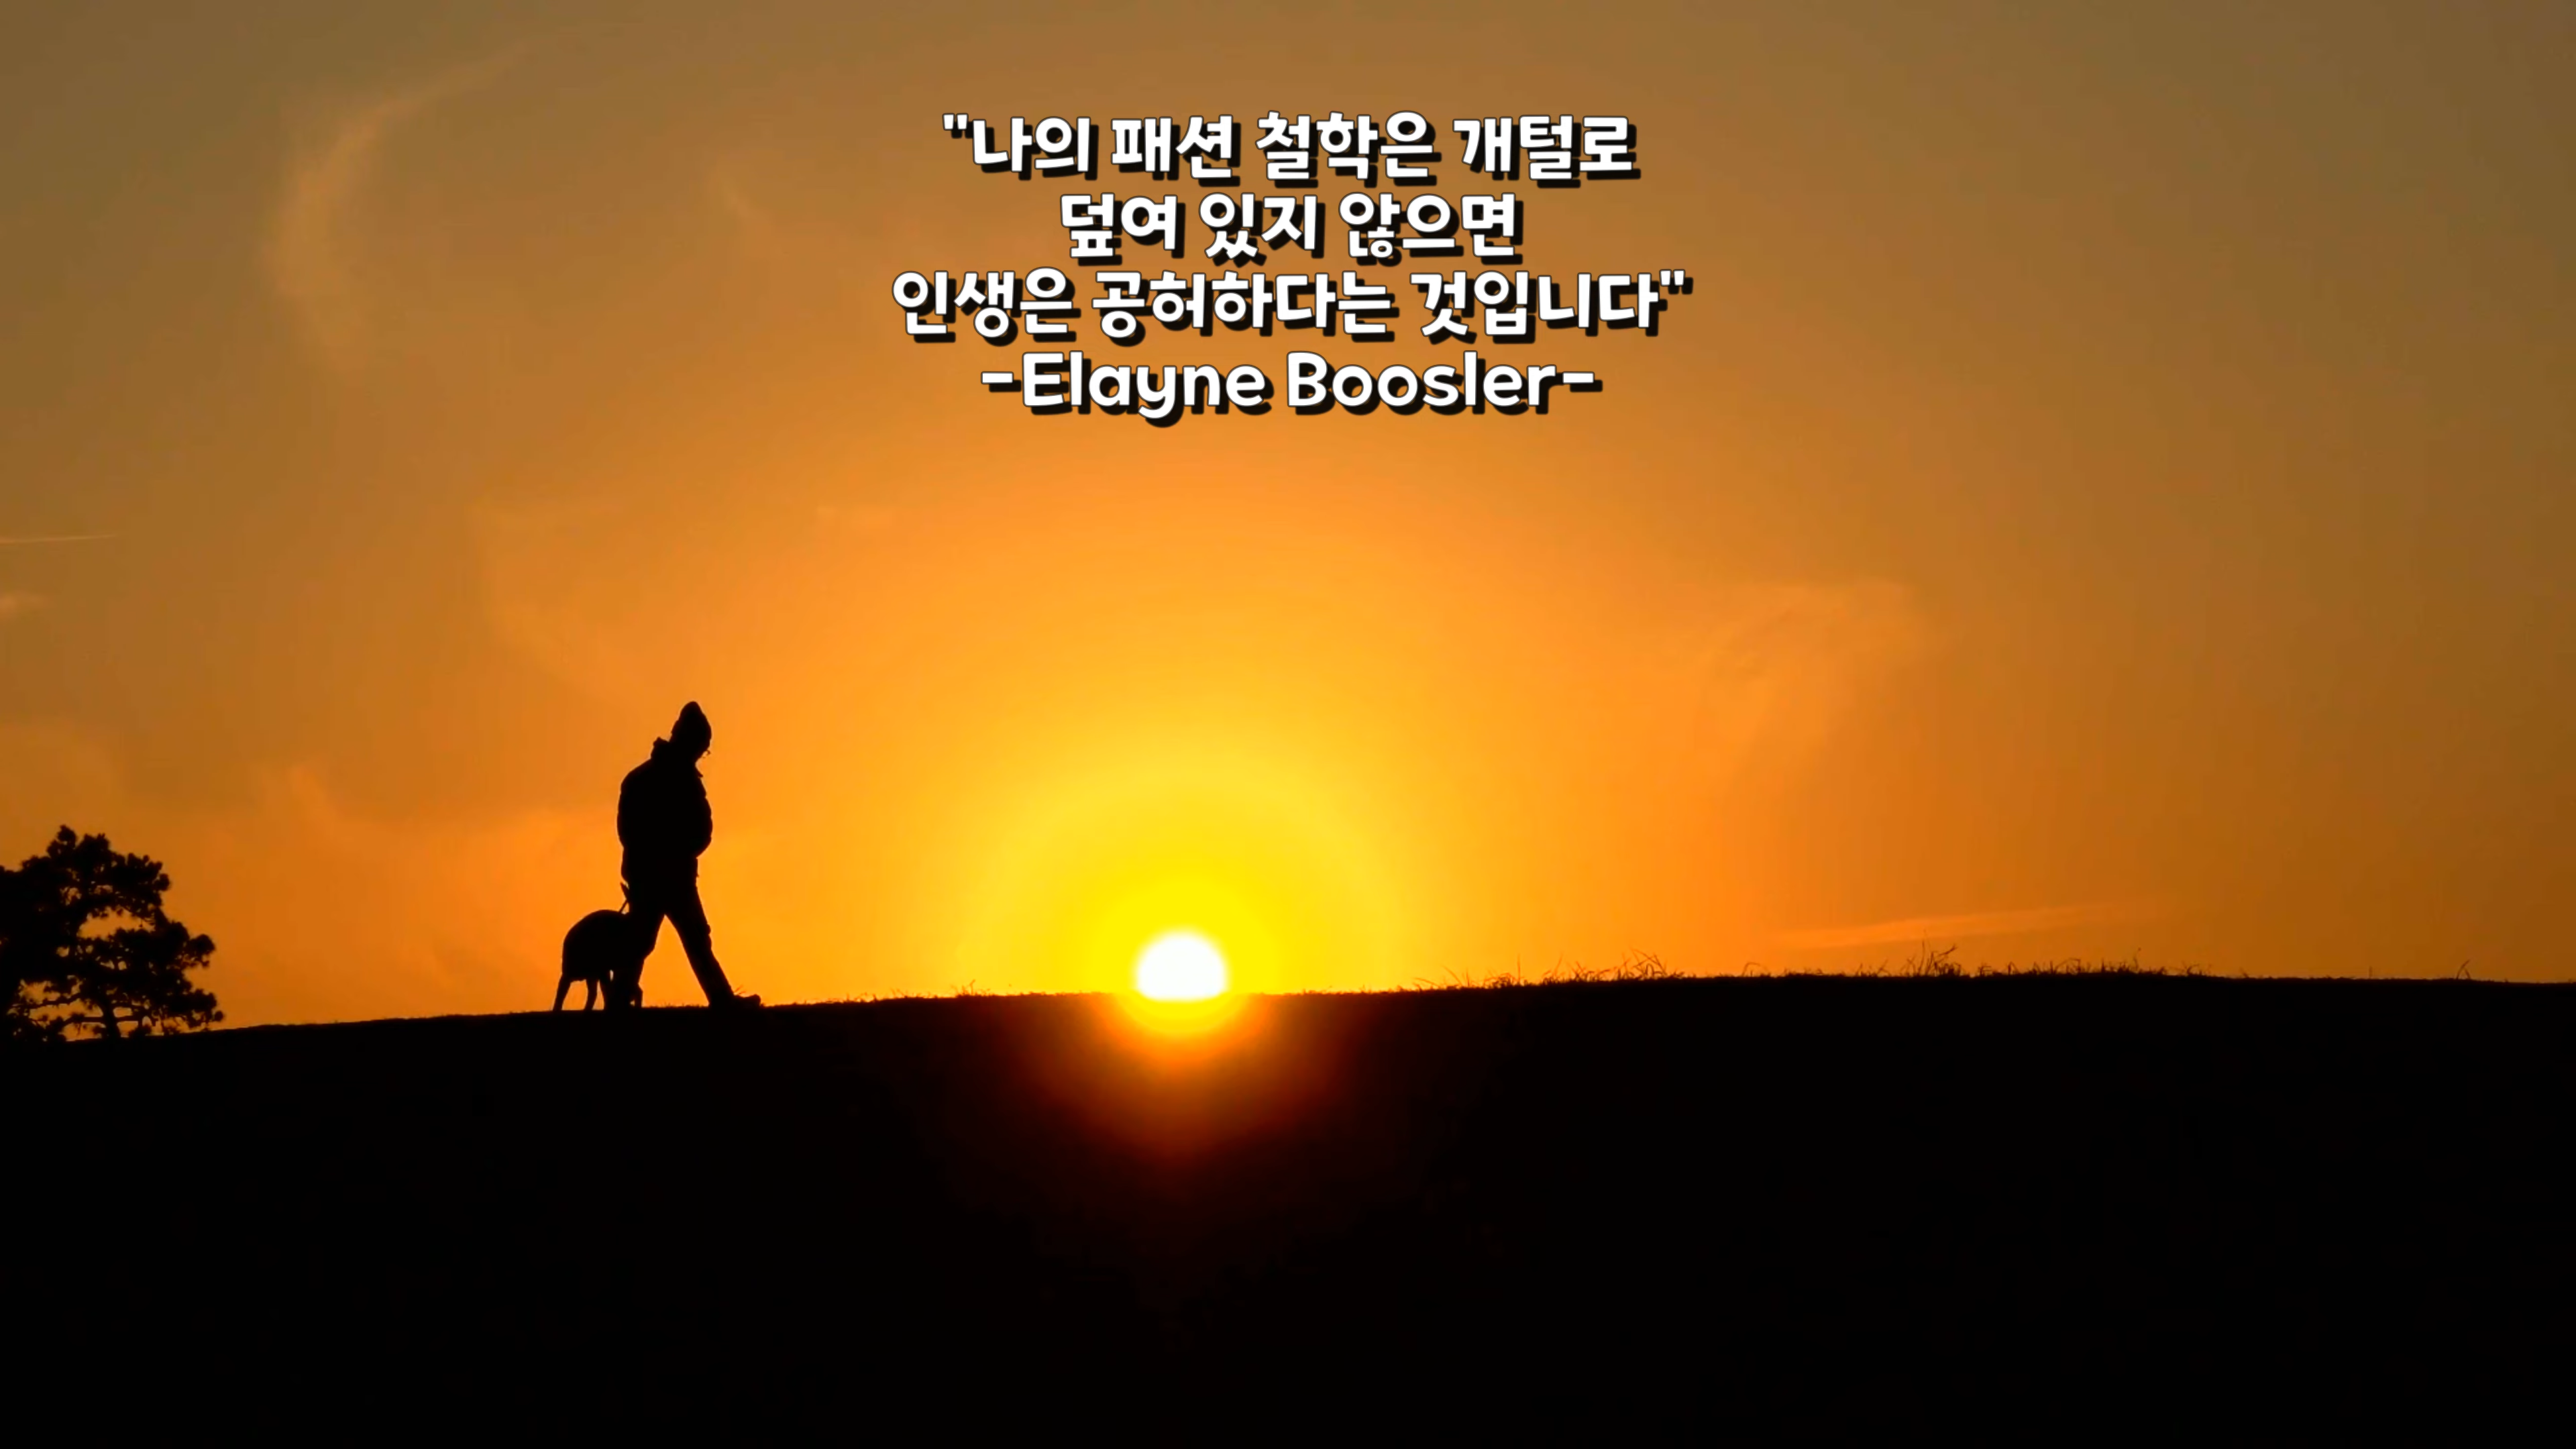 "나의 패션 철학은 개털로
덮여 있지 않으면
인생은 공허하다는 것입니다"
-Elayne Boosler-